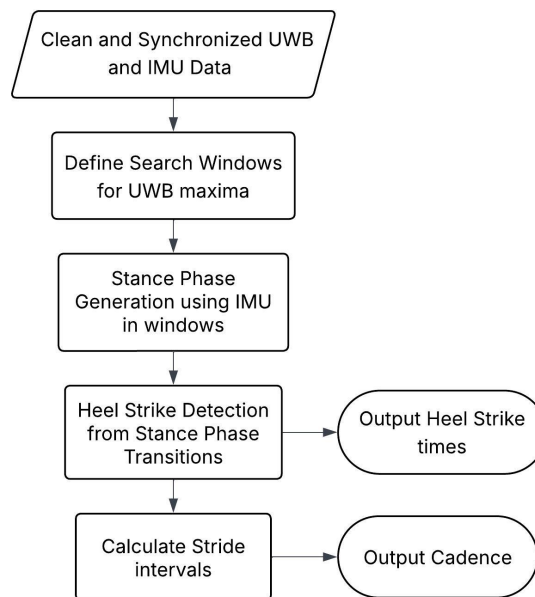 Clean and Synchronized UWB
and IMU Data
Define Search Windows
for UWB maxima
Stance Phase
Generation using IMU
in windows
Heel Strike Detection
from Stance Phase
Transitions
Output Heel Strike
times
Calculate Stride
intervals
Output Cadence